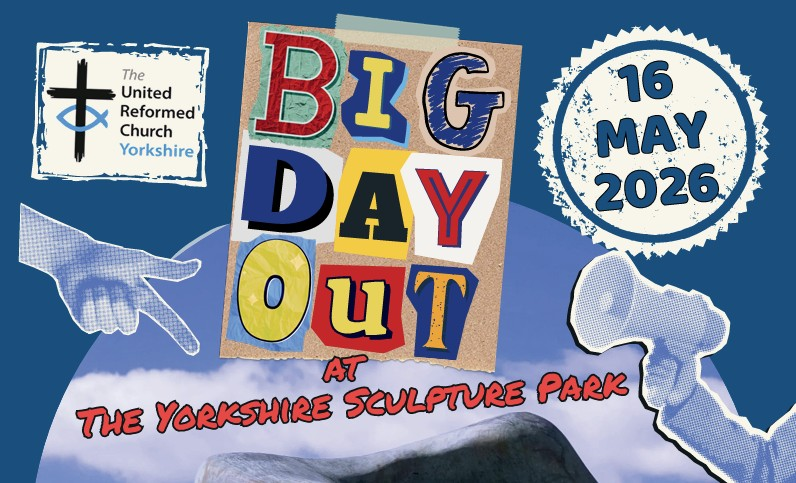 The
United
Reformed
Church
Yorkshire
BIG
DAY
OuT
16
MAY
2026
AT
THE YORKSHIRE SCULPTURE PARK